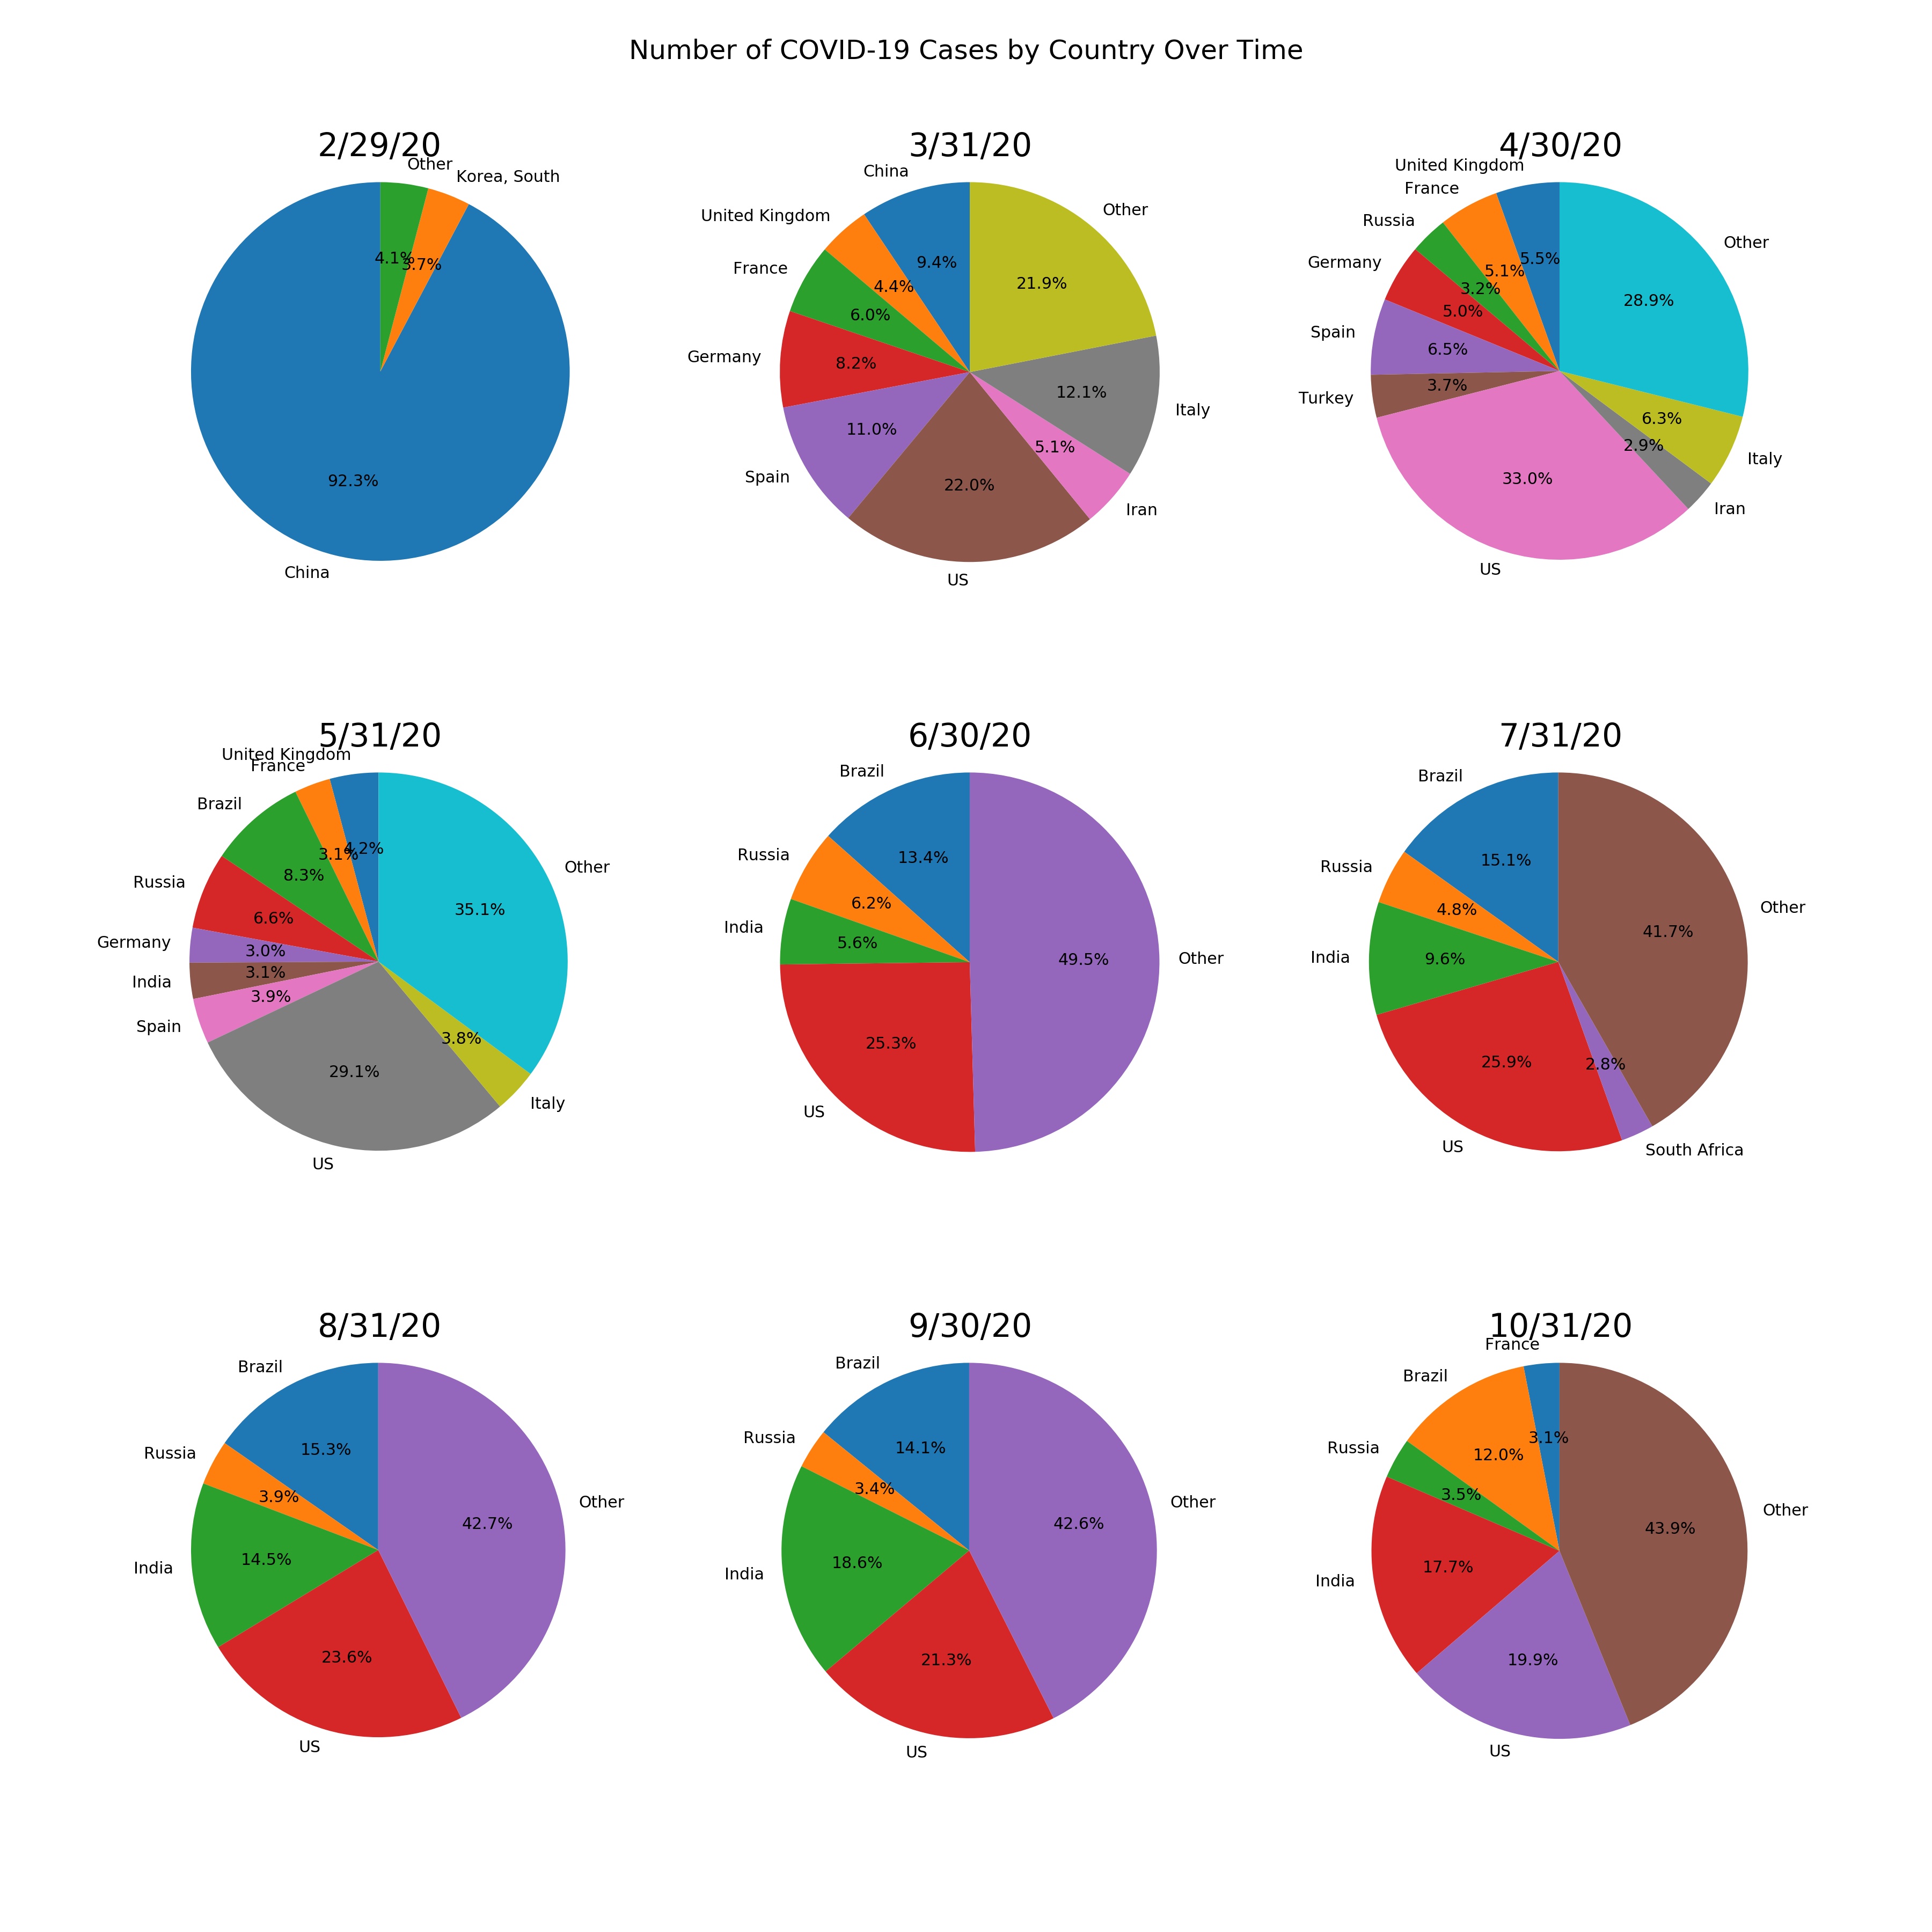 Number of COVID-19 Cases by Country Over Time
2/29/20
Other
Korea, South
4.1%
3.7%
92.3%
China
3/31/20
China
United Kingdom
Other
France
9.4%
4.4%
21.9%
6.0%
Germany
8.2%
12.1%
Italy
11.0%
5.1%
Spain
22.0%
Iran
US
4/30/20
United Kingdom
France
Russia
Other
Germany
5.5%
5.1%
3.2%
28.9%
5.0%
Spain
6.5%
3.7%
Turkey
6.3%
2.9%
Italy
33.0%
Iran
US
5/31/20
United Kingdom
France
Brazil
4.2%
3.1%
Other
8.3%
Russia
35.1%
6.6%
Germany
3.0%
3.1%
India
3.9%
Spain
3.8%
29.1%
Italy
US
6/30/20
Brazil
Russia
13.4%
6.2%
India
5.6%
49.5%
Other
25.3%
US
7/31/20
Brazil
Russia
15.1%
4.8%
Other
41.7%
India
9.6%
25.9%
2.8%
US
South Africa
8/31/20
Brazil
Russia
15.3%
3.9%
Other
42.7%
14.5%
India
23.6%
US
9/30/20
Brazil
Russia
14.1%
3.4%
Other
42.6%
18.6%
India
21.3%
US
10/31/20
France
Brazil
3.1%
Russia
12.0%
3.5%
Other
43.9%
17.7%
India
19.9%
US